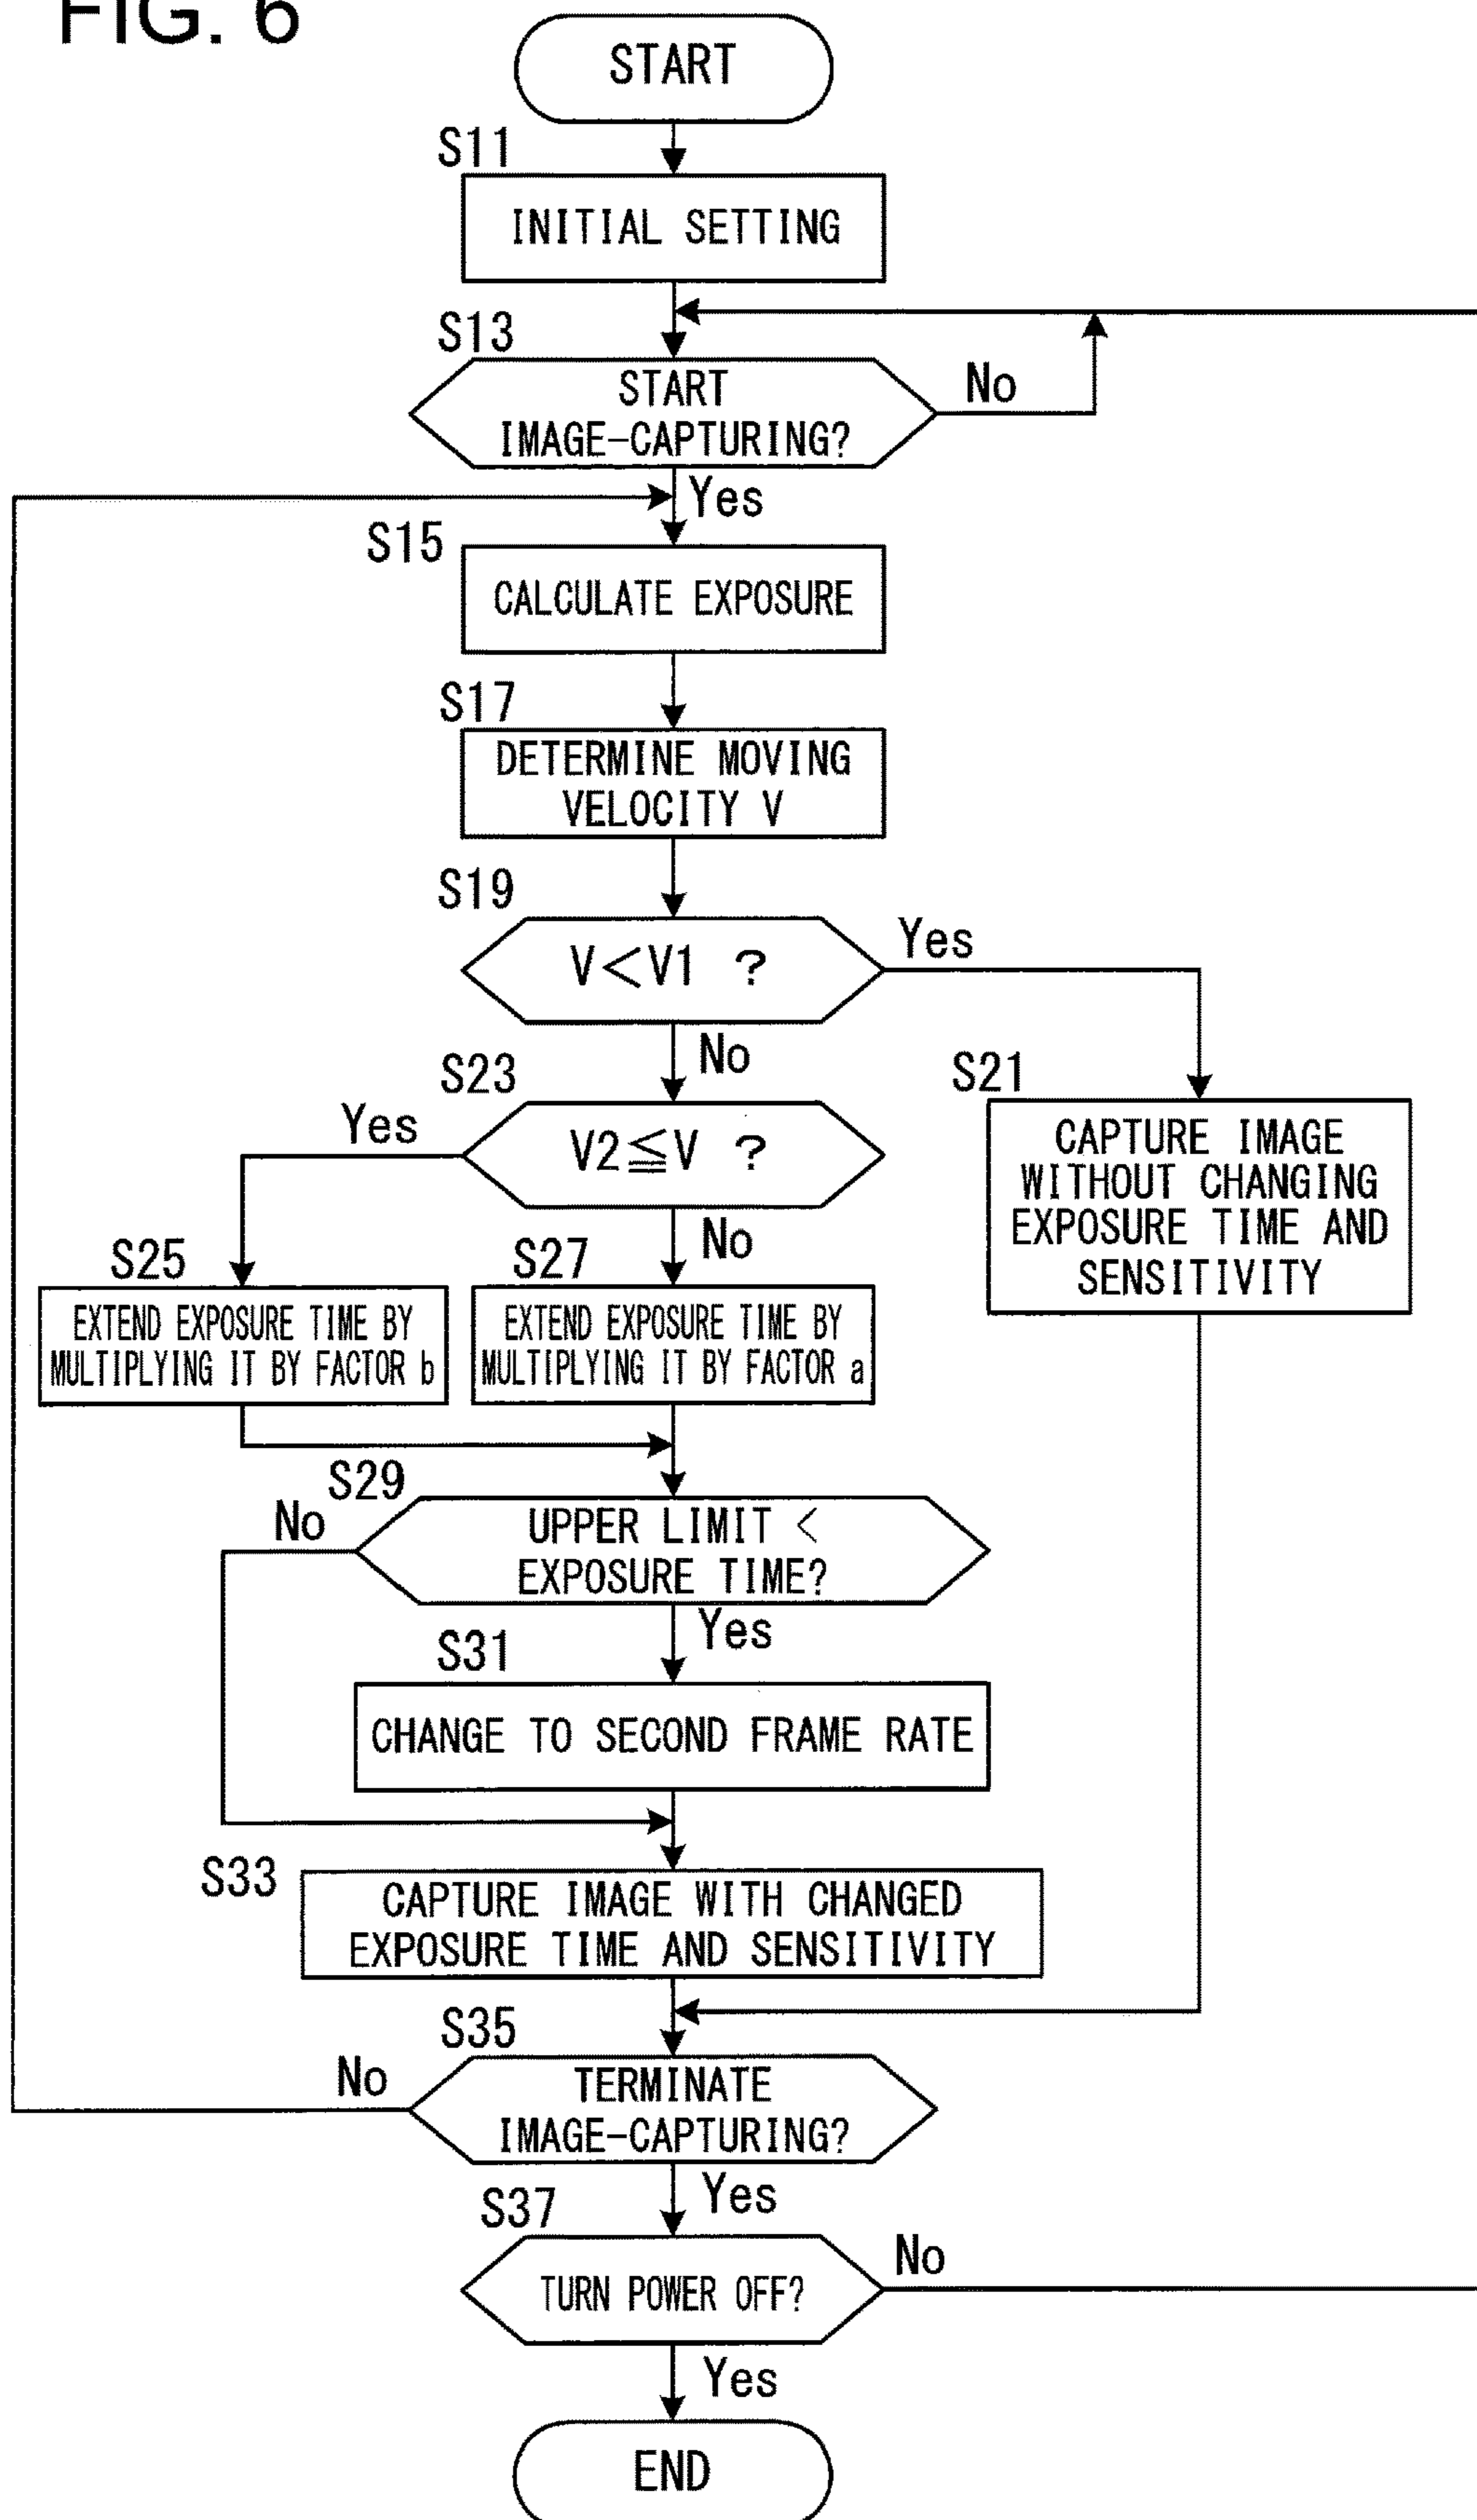 FIG. 6
START
S11
INITIAL SETTING
S13
START
IMAGE-CAPTURING?
No
Yes
S15
CALCULATE EXPOSURE
S17
DETERMINE MOVING
VELOCITY V
S19
V<V1 ?
Yes
No
S23
V2≦V ?
Yes
No
S21
CAPTURE IMAGE
WITHOUT CHANGING
EXPOSURE TIME AND
SENSITIVITY
S25
EXTEND EXPOSURE TIME BY
MULTIPLYING IT BY FACTOR b
S27
EXTEND EXPOSURE TIME BY
MULTIPLYING IT BY FACTOR a
S29
No
UPPER LIMIT <
EXPOSURE TIME?
Yes
S31
CHANGE TO SECOND FRAME RATE
S33
CAPTURE IMAGE WITH CHANGED
EXPOSURE TIME AND SENSITIVITY
S35
No
TERMINATE
IMAGE-CAPTURING?
Yes
S37
TURN POWER OFF?
No
Yes
END